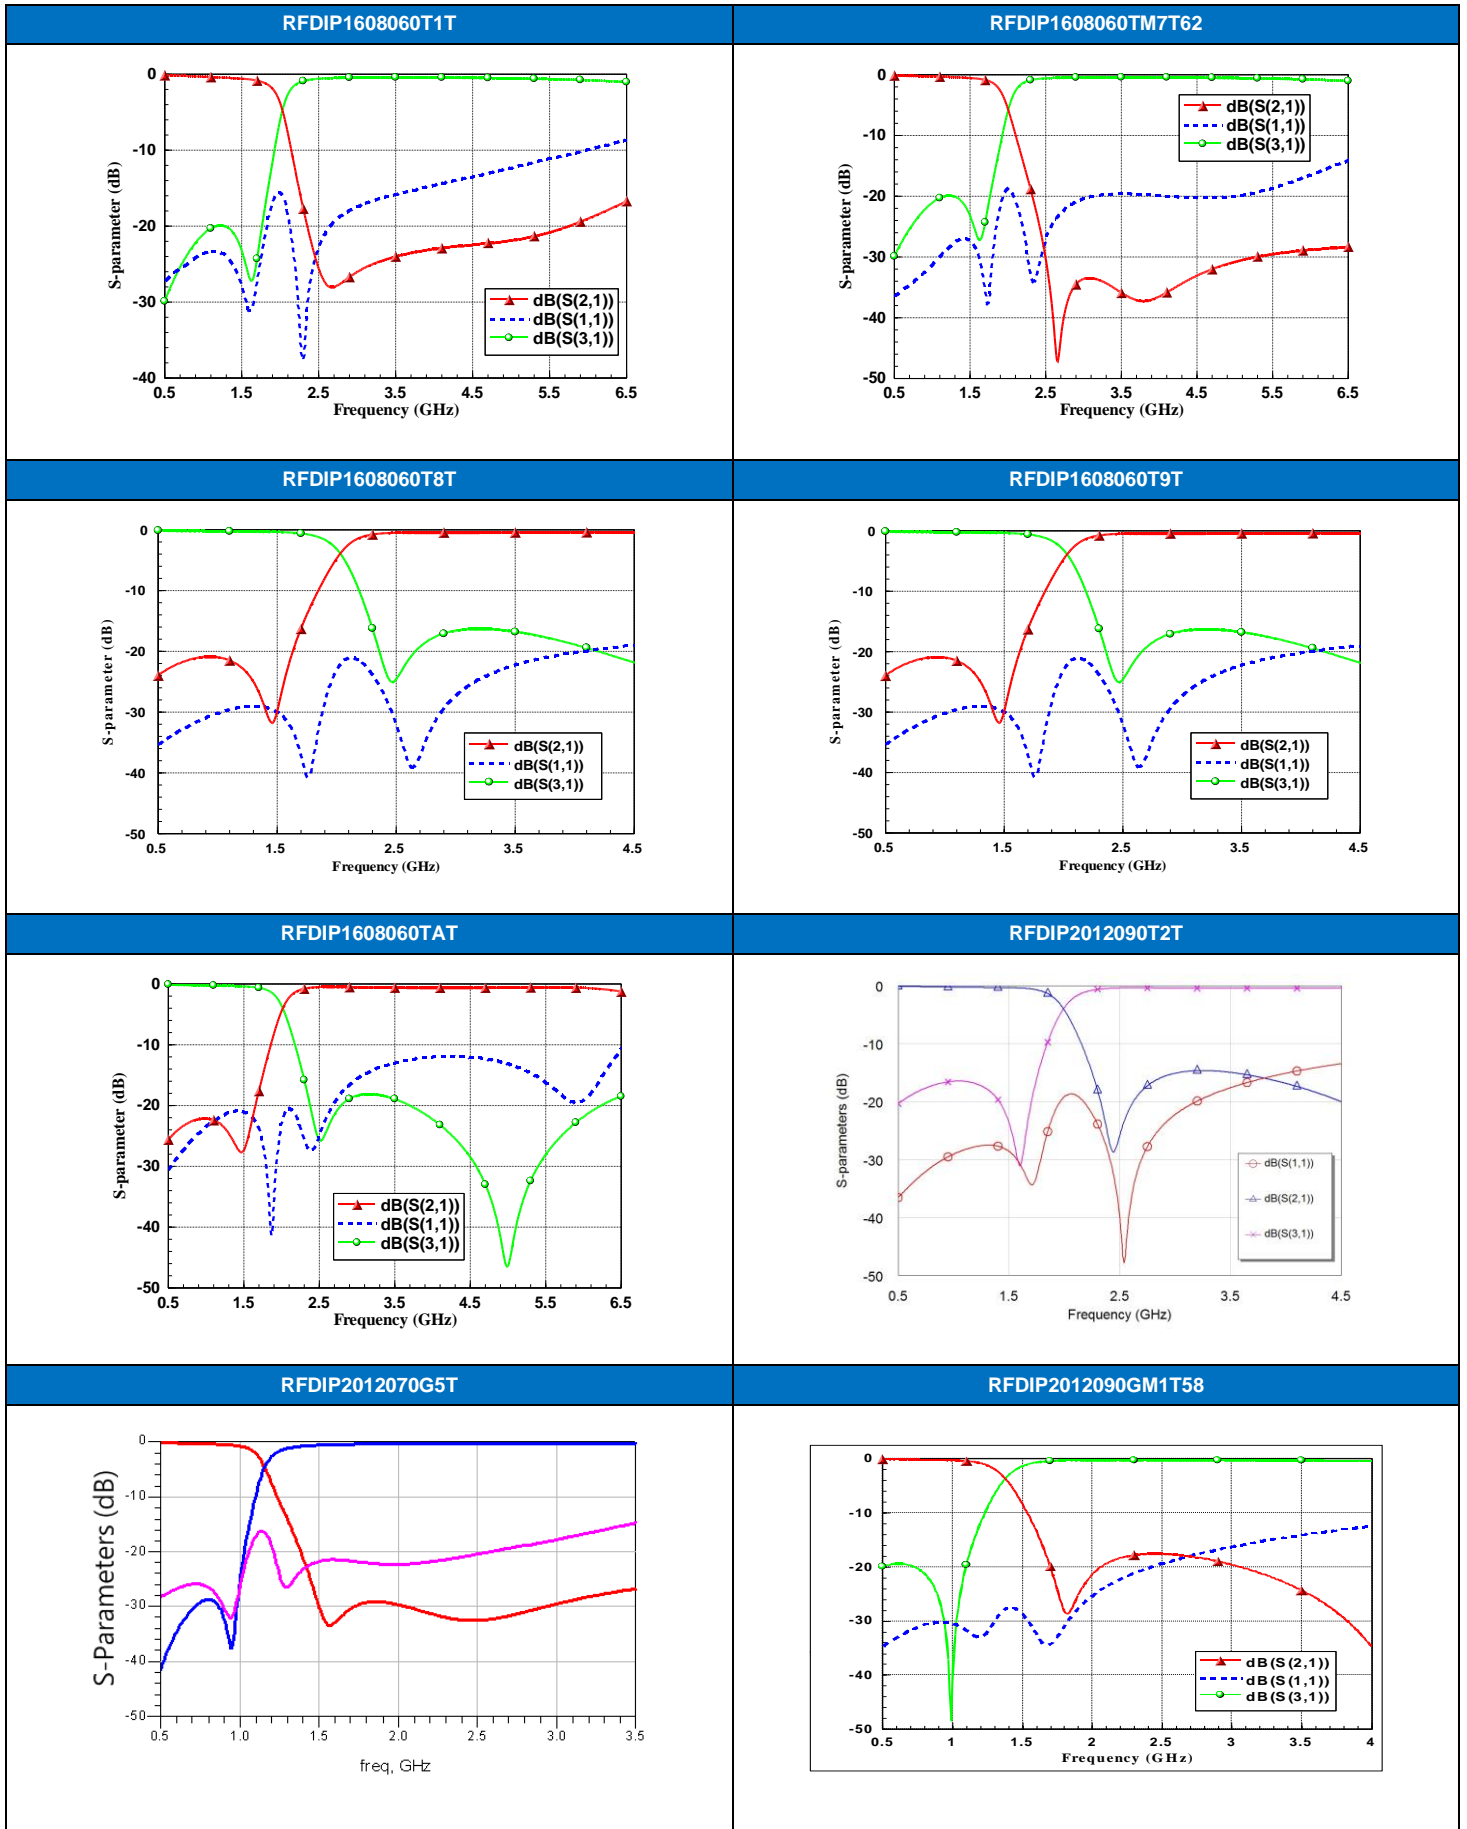 RFDIP1608060T1T
RFDIP1608060TM7T62
S-parameter (dB)
0
-10
-20
-30
-40
dB(S(2,1))
dB(S(1,1))
dB(S(3,1))
0.5
1.5
2.5
3.5
4.5
5.5
6.5
Frequency (GHz)
S-parameter (dB)
0
-10
-20
-30
-40
-50
dB(S(2,1))
dB(S(1,1))
dB(S(3,1))
0.5
1.5
2.5
3.5
4.5
5.5
6.5
Frequency (GHz)
RFDIP1608060T8T
RFDIP1608060T9T
S-parameter (dB)
0
-10
-20
-30
-40
-50
dB(S(2,1))
dB(S(1,1))
dB(S(3,1))
0.5
1.5
2.5
3.5
4.5
Frequency (GHz)
S-parameter (dB)
0
-10
-20
-30
-40
-50
dB(S(2,1))
dB(S(1,1))
dB(S(3,1))
0.5
1.5
2.5
3.5
4.5
Frequency (GHz)
RFDIP1608060TAT
RFDIP2012090T2T
S-parameter (dB)
0
-10
-20
-30
-40
-50
dB(S(2,1))
dB(S(1,1))
dB(S(3,1))
0.5
1.5
2.5
3.5
4.5
5.5
6.5
Frequency (GHz)
S-parameters (dB)
0
-10
-20
-30
-40
-50
dB(S(1,1))
dB(S(2,1))
dB(S(3,1))
0.5
1.5
2.5
3.5
4.5
Frequency (GHz)
RFDIP2012070G5T
RFDIP2012090GM1T58
S-Parameters (dB)
0
-10
-20
-30
-40
-50
0.5
1.0
1.5
2.0
2.5
3.0
3.5
freq, GHz
S-parameter (dB)
0
-10
-20
-30
-40
-50
dB(S(2,1))
dB(S(1,1))
dB(S(3,1))
0.5
1
1.5
2
2.5
3
3.5
4
Frequency (GHz)